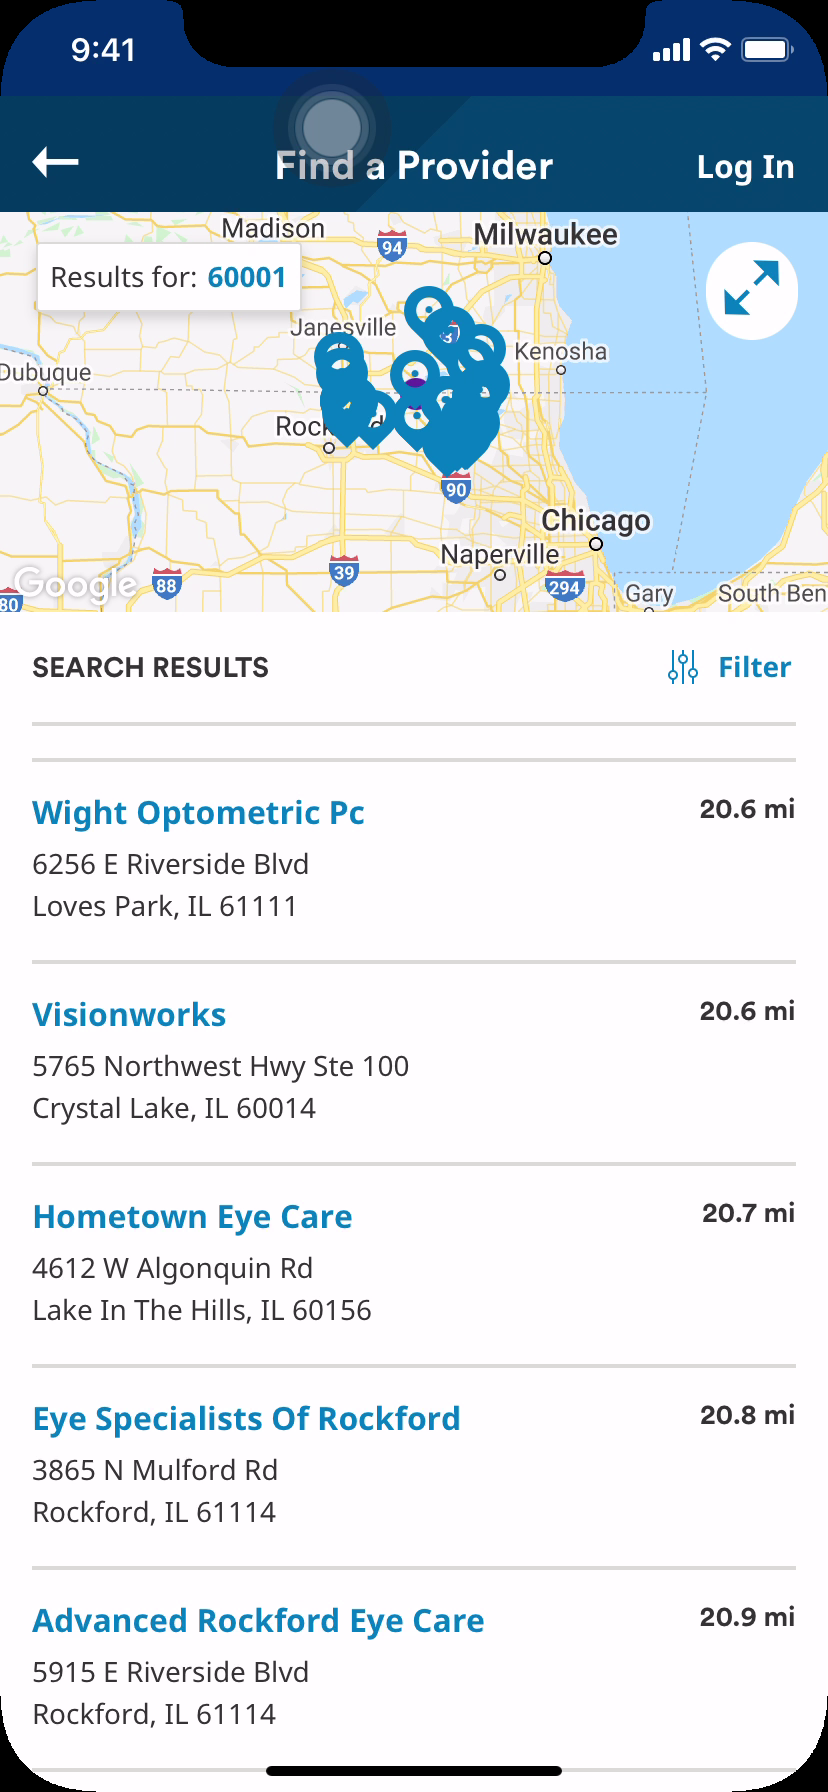 9:41
Find a Provider
Log In
Madison
Milwaukee
94
Results for: 60001
Janesville
Kenosha
Dubuque
90
Chicago
Naperville
Google
88
39
294
80
Gary
South Ben
SEARCH RESULTS
Filter
Wight Optometric Pc
20.6 mi
6256 E Riverside Blvd
Loves Park, IL 61111
Visionworks
20.6 mi
5765 Northwest Hwy Ste 100
Crystal Lake, IL 60014
Hometown Eye Care
20.7 mi
4612 W Algonquin Rd
Lake In The Hills, IL 60156
Eye Specialists Of Rockford
20.8 mi
3865 N Mulford Rd
Rockford, IL 61114
Advanced Rockford Eye Care
20.9 mi
5915 E Riverside Blvd
Rockford, IL 61114